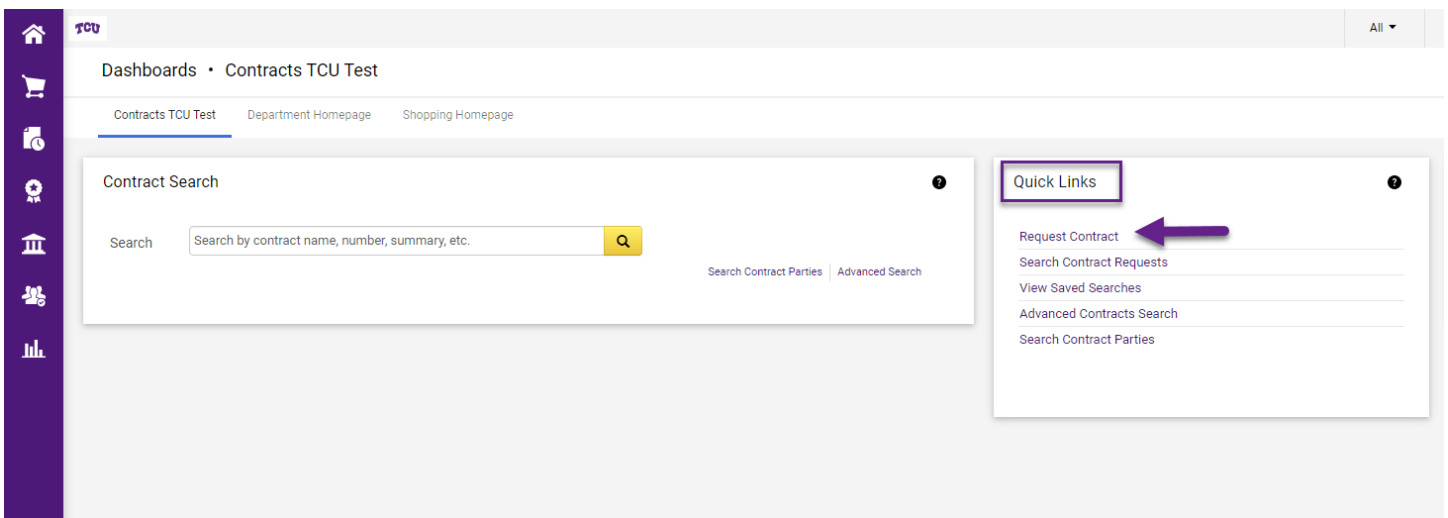 TCU
All
Dashboards • Contracts TCU Test
Contracts TCU Test Department Homepage Shopping Homepage
Contract Search ?
Search Search by contract name, number, summary, etc.
Search Contract Parties Advanced Search
Quick Links ?
Request Contract
Search Contract Requests
View Saved Searches
Advanced Contracts Search
Search Contract Parties